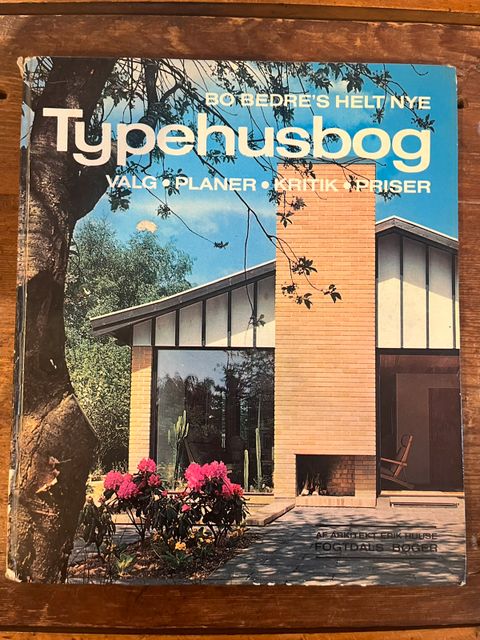 BO BEDRE'S HELT NYE
Typehusbog
VALG • PLANER • KRITIK • PRISER
AF ARKITEKT ERIK HUUSE
FOGTDALS BØGER